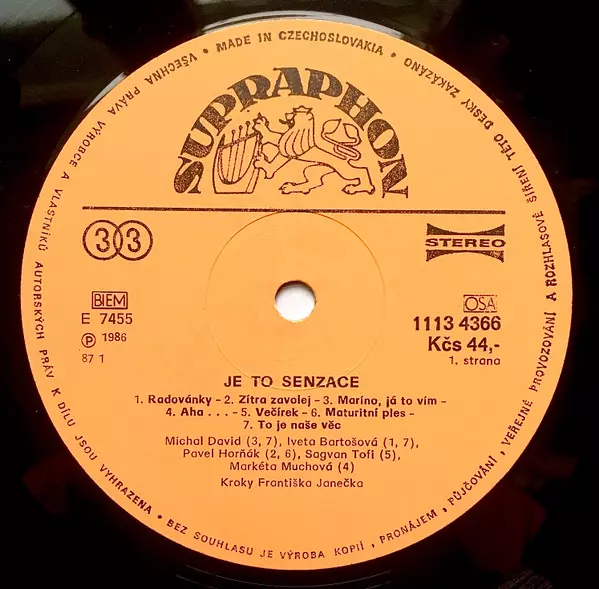 • MADE IN CZECHOSLOVAKIA •
VŠECHNA PRÁVA VÝROBCE A VLASTNÍKŮ AUTORSKÝCH PRÁV K DÍLU JSOU VYHRAZENA • BEZ SOUHLASU JE VÝROBA KOPIÍ, PRONÁJEM, PŮJČOVÁNÍ, VEŘEJNÉ PROVOZOVÁNÍ A ROZHLASOVÉ ŠÍŘENÍ TÉTO DESKY ZAKÁZÁNO
SUPRAPHON
33
STEREO
BIEM
OSA
E 7455
1113 4366
Ⓟ 1986
Kčs 44,-
87 1
1. strana
JE TO SENZACE
1. Radovánky - 2. Zítra zavolej - 3. Maríno, já to vím -
4. Aha . . . - 5. Večírek - 6. Maturitní ples -
7. To je naše věc
Michal David (3, 7), Iveta Bartošová (1, 7),
Pavel Horňák (2, 6), Sagvan Tofi (5),
Markéta Muchová (4)
Kroky Františka Janečka